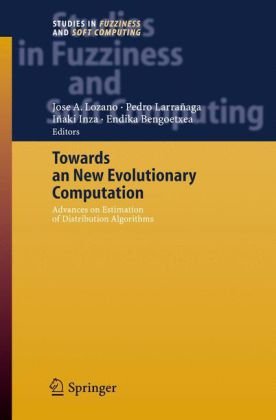 Studies
in Fuzziness
and
Soft Computing
STUDIES IN FUZZINESS
AND SOFT COMPUTING
Jose A. Lozano · Pedro Larrañaga
Iñaki Inza · Endika Bengoetxea
Editors
Towards
an New Evolutionary
Computation
Advances on Estimation
of Distribution Algorithms
Springer